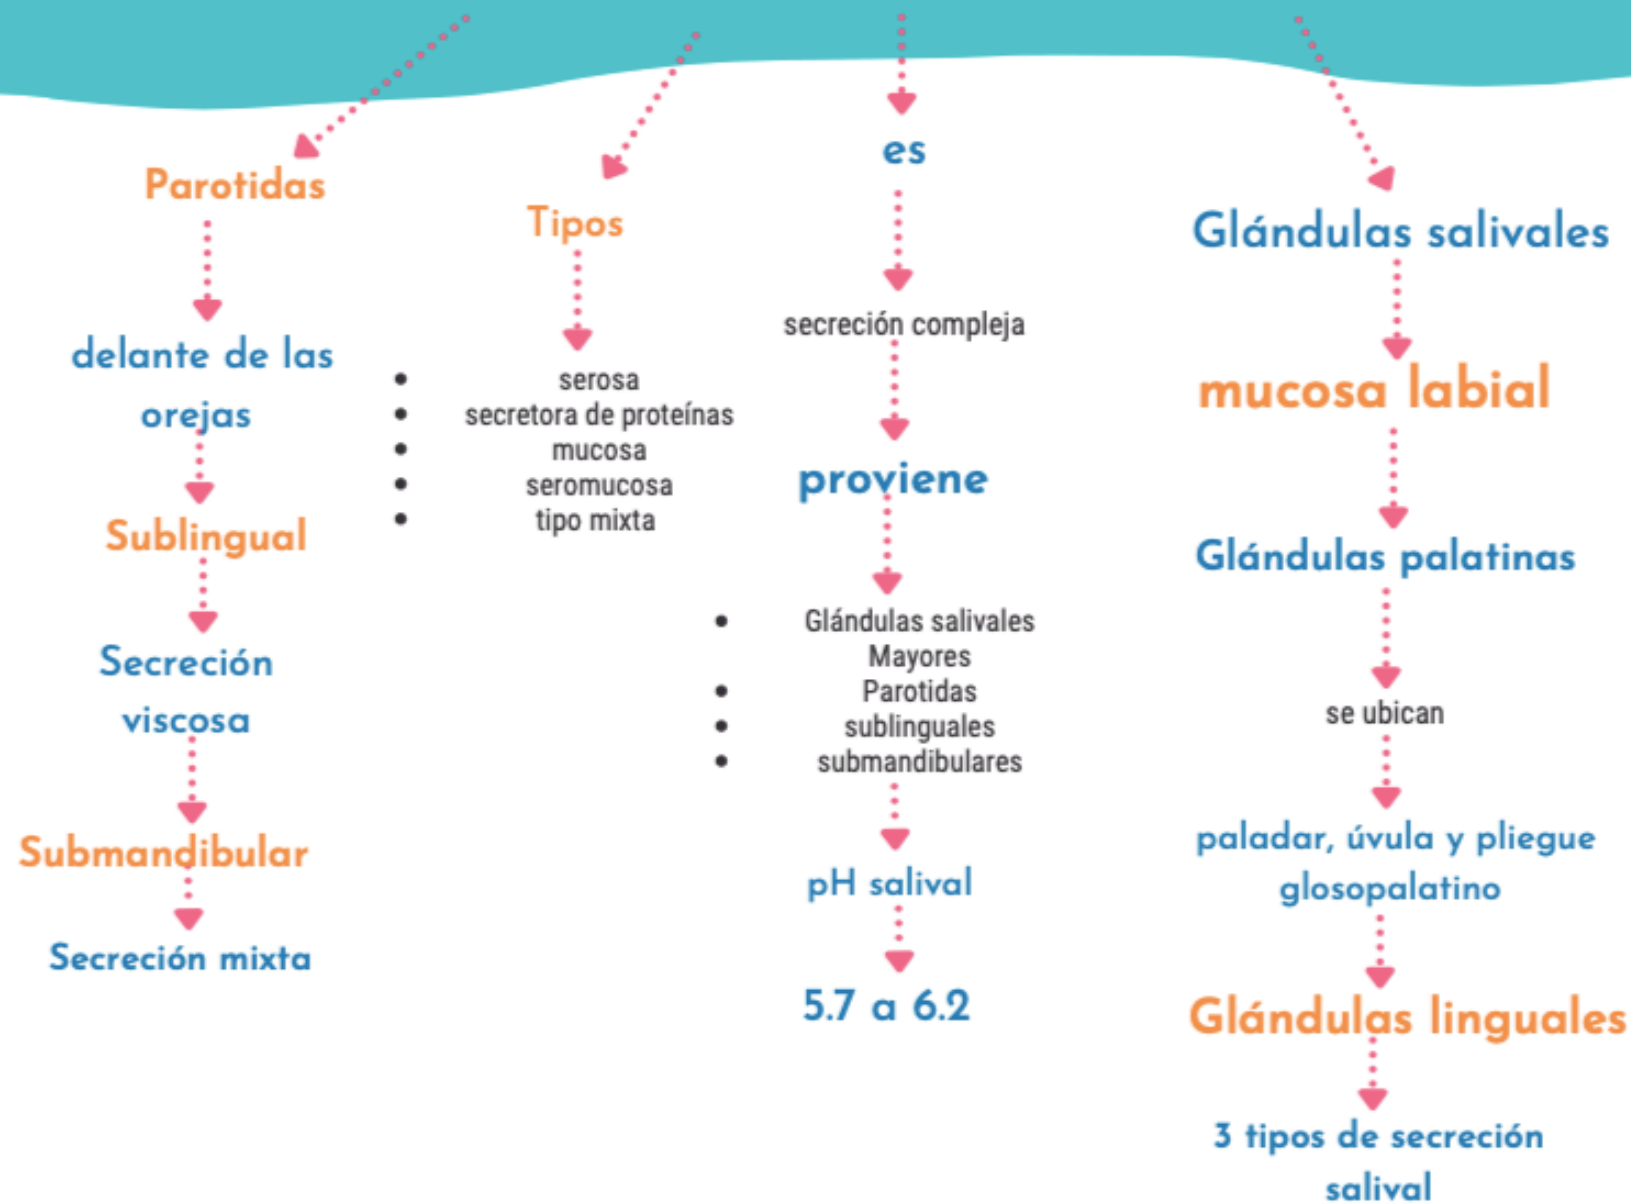 Parotidas
delante de las
orejas
Sublingual
Secreción
viscosa
Submandibular
Secreción mixta
Tipos
• serosa
• secretora de proteínas
• mucosa
• seromucosa
• tipo mixta
es
secreción compleja
proviene
• Glándulas salivales
Mayores
• Parotidas
• sublinguales
• submandibulares
pH salival
5.7 a 6.2
Glándulas salivales
mucosa labial
Glándulas palatinas
se ubican
paladar, úvula y pliegue
glosopalatino
Glándulas linguales
3 tipos de secreción
salival